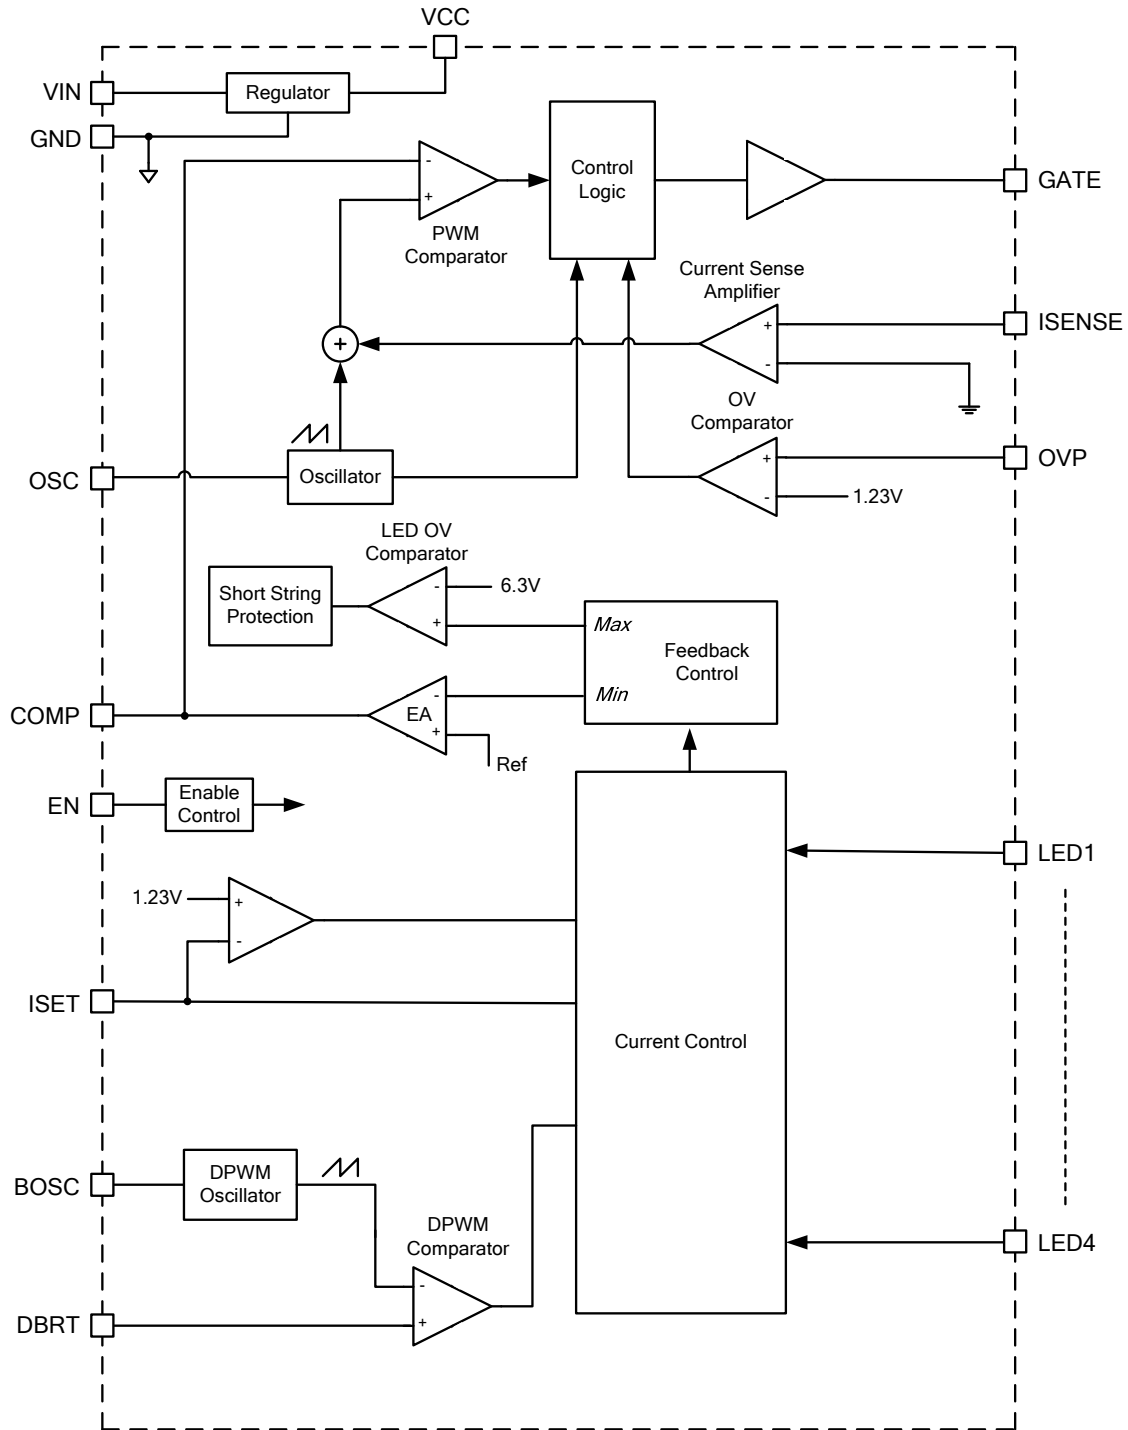 VCC
VIN
Regulator
GND
-
+
PWM
Comparator
Control
Logic
GATE
Current Sense
Amplifier
+
-
ISENSE
+
OV
Comparator
+
-
OVP
1.23V
OSC
Oscillator
LED OV
Comparator
Short String
Protection
-
+
6.3V
Max
Min
Feedback
Control
COMP
EA
-
+
Ref
EN
Enable
Control
LED1
1.23V
+
-
ISET
Current Control
BOSC
DPWM
Oscillator
DPWM
Comparator
-
+
LED4
DBRT